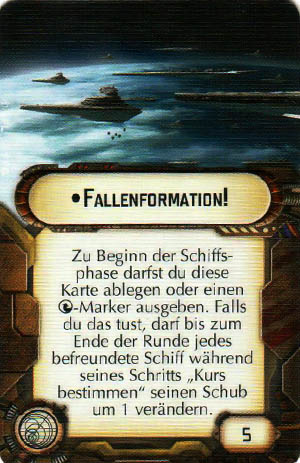 •FALLENFORMATION!
Zu Beginn der Schiffs-
phase darfst du diese
Karte ablegen oder einen
-Marker ausgeben. Falls
du das tust, darf bis zum
Ende der Runde jedes
befreundete Schiff während
seines Schritts „Kurs
bestimmen“ seinen Schub
um 1 verändern.
5